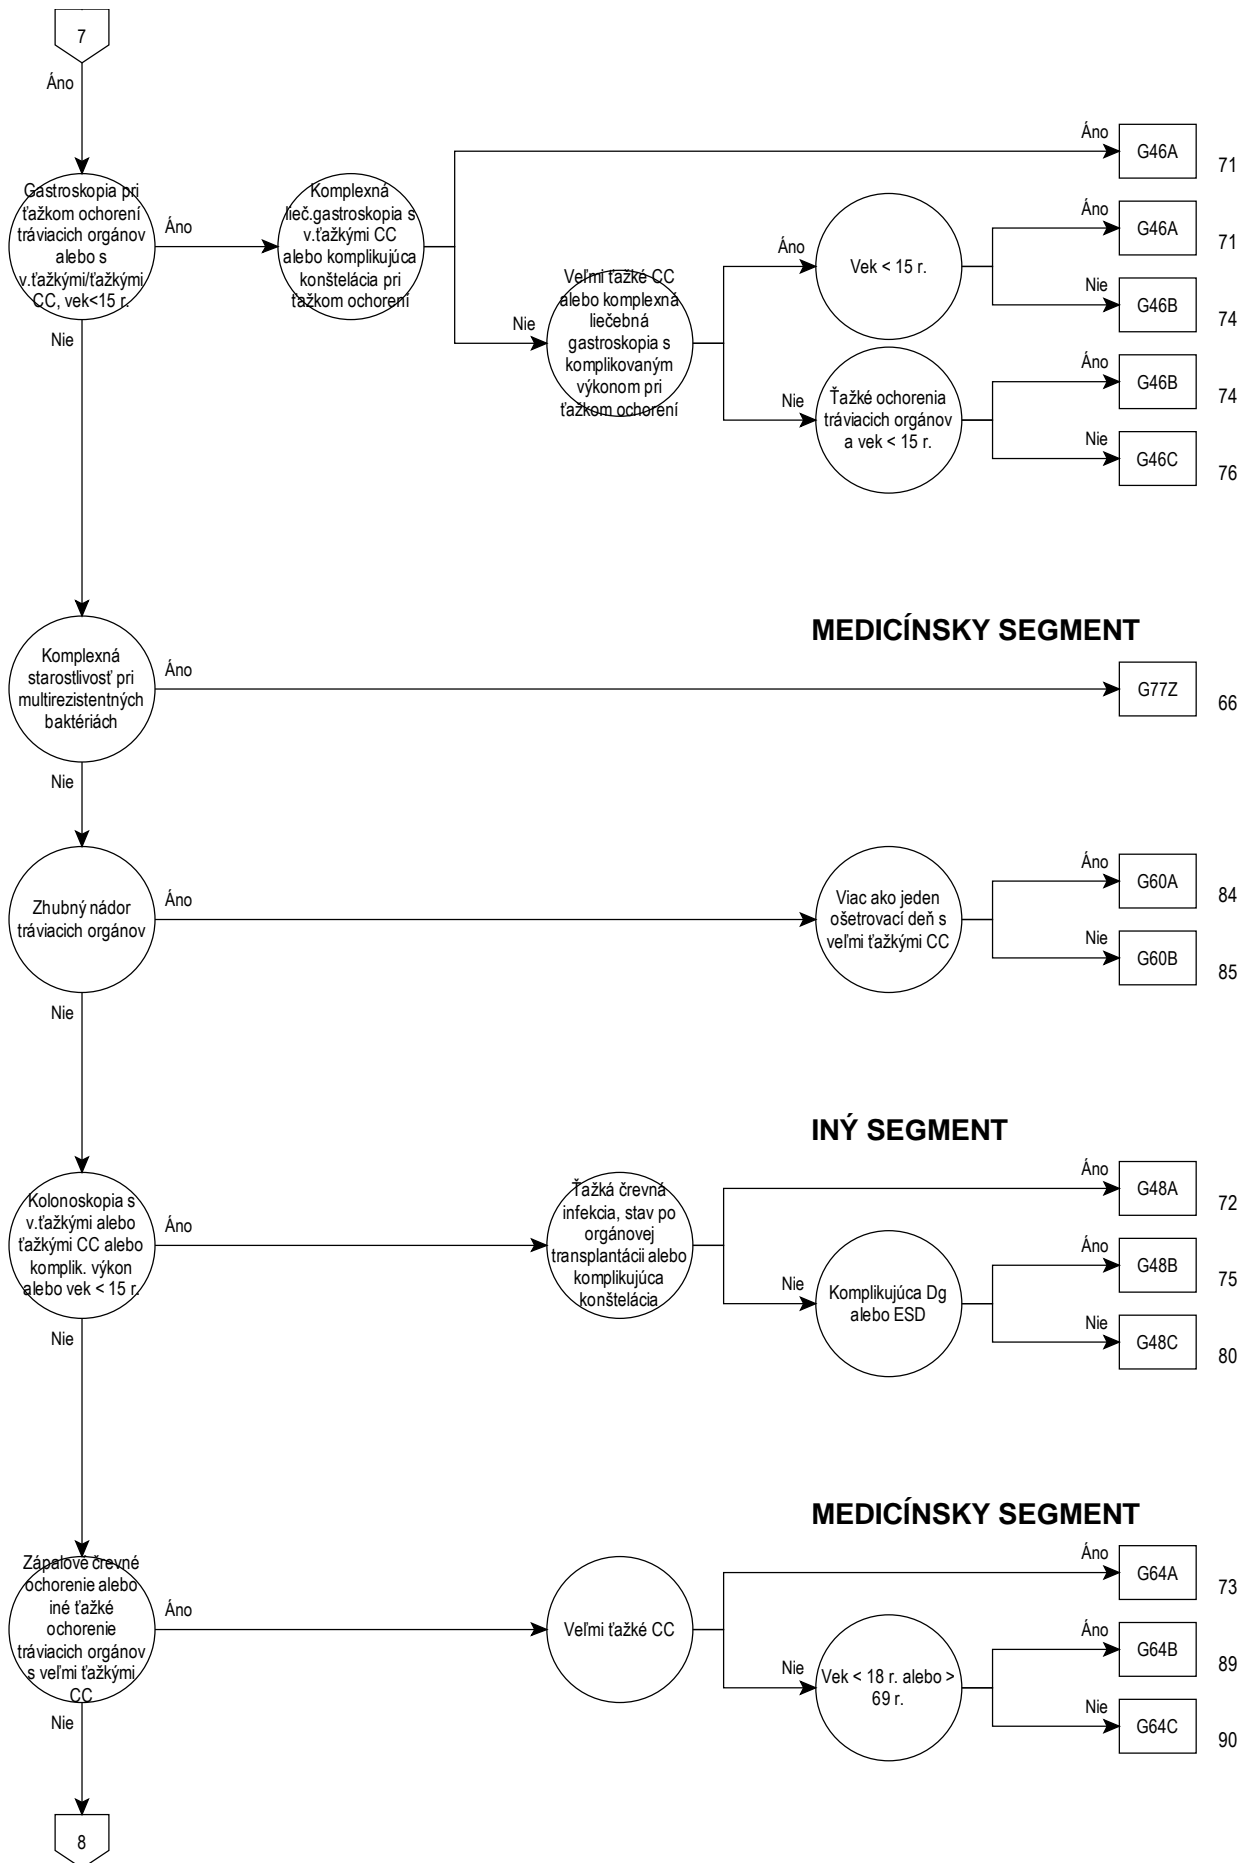 7
Áno
Gastroskopia pri
ťažkom ochorení
tráviacich orgánov
alebo s
v.ťažkými/ťažkými
CC, vek<15 r.
Áno
Nie
Komplexná
lieč.gastroskopia s
v.ťažkými CC
alebo komplikujúca
konštelácia pri
ťažkom ochorení
Áno
G46A
71
Nie
Veľmi ťažké CC
alebo komplexná
liečebná
gastroskopia s
komplikovaným
výkonom pri
ťažkom ochorení
Áno
Vek < 15 r.
Áno
G46A
71
Nie
G46B
74
Nie
Ťažké ochorenia
tráviacich orgánov
a vek < 15 r.
Áno
G46B
74
Nie
G46C
76
MEDICÍNSKY SEGMENT
Komplexná
starostlivosť pri
multirezistentných
baktériách
Áno
G77Z
66
Nie
Zhubný nádor
tráviacich orgánov
Áno
Viac ako jeden
ošetrovací deň s
veľmi ťažkými CC
Áno
G60A
84
Nie
G60B
85
Nie
INÝ SEGMENT
Kolonoskopia s
v.ťažkými alebo
ťažkými CC alebo
komplik. výkon
alebo vek < 15 r.
Áno
Ťažká črevná
infekcia, stav po
orgánovej
transplantácii alebo
komplikujúca
konštelácia
Áno
G48A
72
Nie
Komplikujúca Dg
alebo ESD
Áno
G48B
75
Nie
G48C
80
Nie
MEDICÍNSKY SEGMENT
Zápalové črevné
ochorenie alebo
iné ťažké
ochorenie
tráviacich orgánov
s veľmi ťažkými
CC
Áno
Veľmi ťažké CC
Áno
G64A
73
Nie
Vek < 18 r. alebo >
69 r.
Áno
G64B
89
Nie
G64C
90
Nie
8